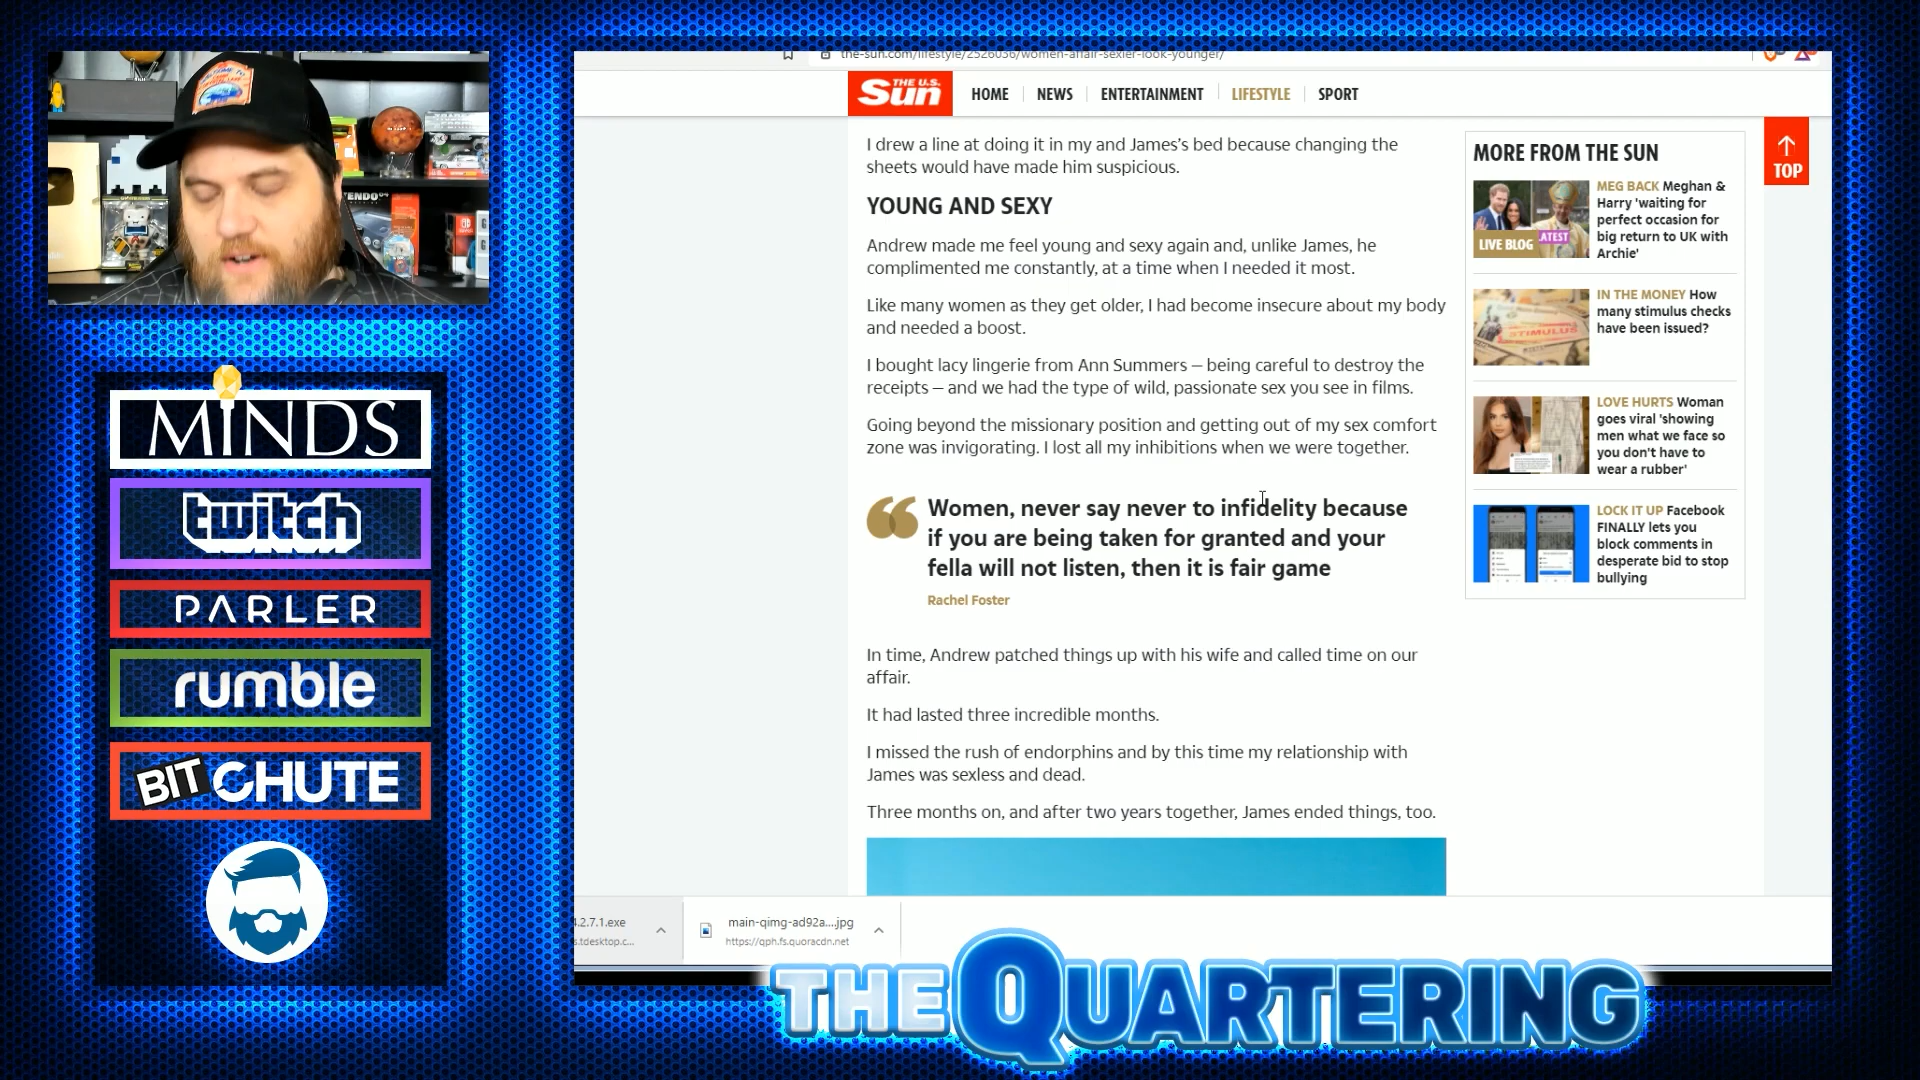 the-sun.com/lifestyle/2526036/women-affair-sexier-look-younger/
THE U.S.
Sun
HOME
NEWS
ENTERTAINMENT
LIFESTYLE
SPORT
I drew a line at doing it in my and James's bed because changing the
sheets would have made him suspicious.
YOUNG AND SEXY
Andrew made me feel young and sexy again and, unlike James, he
complimented me constantly, at a time when I needed it most.
Like many women as they get older, I had become insecure about my body
and needed a boost.
I bought lacy lingerie from Ann Summers – being careful to destroy the
receipts – and we had the type of wild, passionate sex you see in films.
Going beyond the missionary position and getting out of my sex comfort
zone was invigorating. I lost all my inhibitions when we were together.
Women, never say never to infidelity because
if you are being taken for granted and your
fella will not listen, then it is fair game
Rachel Foster
In time, Andrew patched things up with his wife and called time on our
affair.
It had lasted three incredible months.
I missed the rush of endorphins and by this time my relationship with
James was sexless and dead.
Three months on, and after two years together, James ended things, too.
MORE FROM THE SUN
MEG BACK Meghan &
Harry 'waiting for
perfect occasion for
big return to UK with
Archie'
LIVE BLOG
ATEST
IN THE MONEY How
many stimulus checks
have been issued?
STIMULUS
LOVE HURTS Woman
goes viral 'showing
men what we face so
you don't have to
wear a rubber'
LOCK IT UP Facebook
FINALLY lets you
block comments in
desperate bid to stop
bullying
TOP
MINDS
twitch
PARLER
rumble
BITCHUTE
4.2.7.1.exe
s.tdesktop.c...
main-qimg-ad92a....jpg
https://qph.fs.quoracdn.net
THE QUARTERING